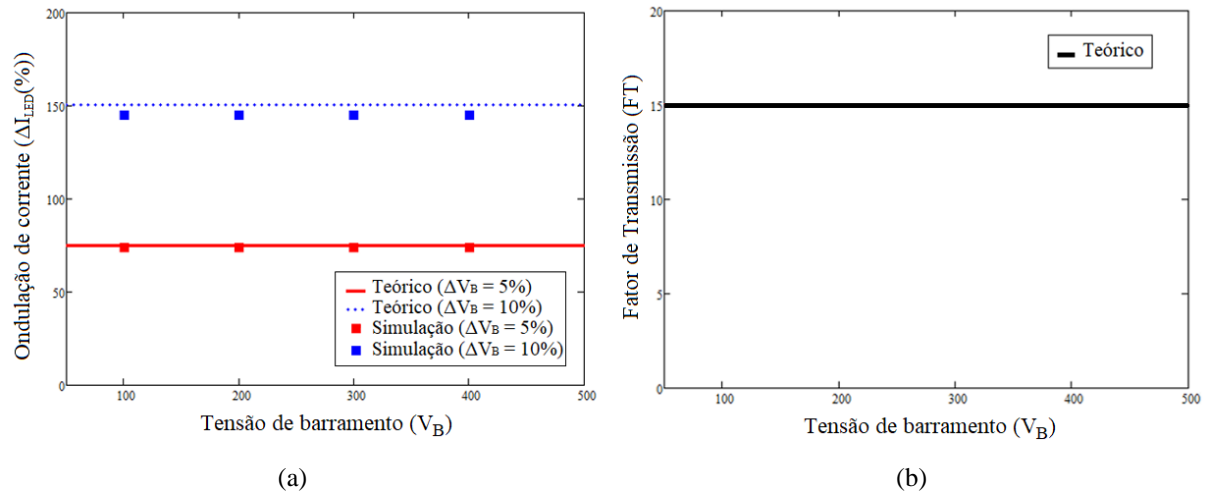 200
150
100
50
0
100
200
300
400
500
Ondulação de corrente (ΔI_LED(%))
Teórico (ΔV_B = 5%)
Teórico (ΔV_B = 10%)
Simulação (ΔV_B = 5%)
Simulação (ΔV_B = 10%)
Tensão de barramento (V_B)
(a)
20
15
10
5
0
100
200
300
400
500
Fator de Transmissão (FT)
Teórico
Tensão de barramento (V_B)
(b)